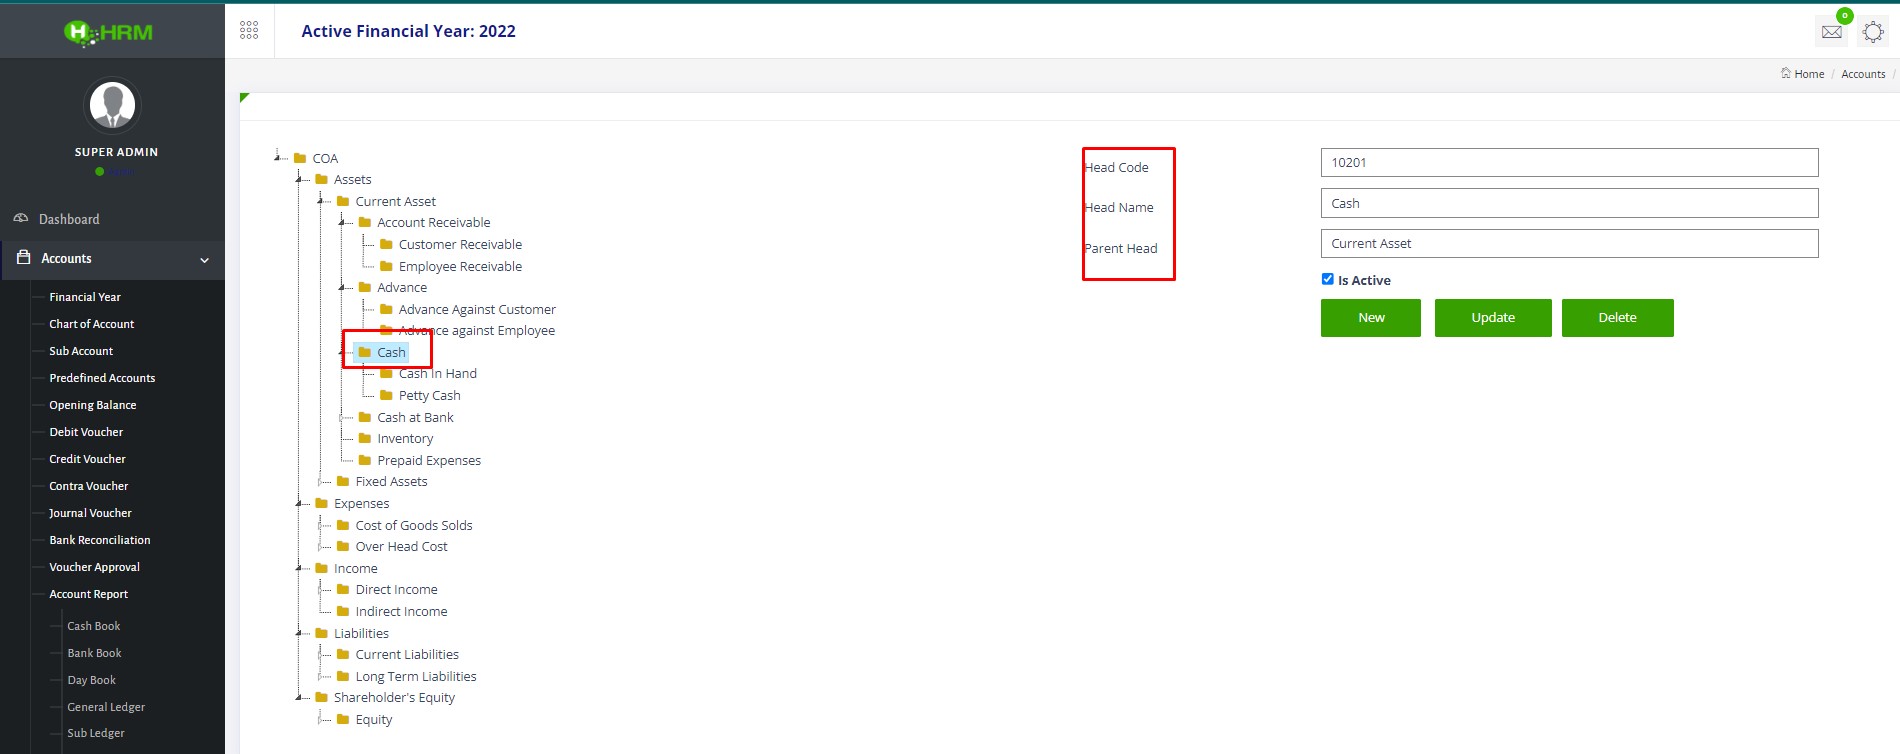 H HRM
Active Financial Year: 2022
0
Home / Accounts /
SUPER ADMIN
Dashboard
Accounts
Financial Year
Chart of Account
Sub Account
Predefined Accounts
Opening Balance
Debit Voucher
Credit Voucher
Contra Voucher
Journal Voucher
Bank Reconciliation
Voucher Approval
Account Report
Cash Book
Bank Book
Day Book
General Ledger
Sub Ledger
COA
Assets
Current Asset
Account Receivable
Customer Receivable
Employee Receivable
Advance
Advance Against Customer
Advance against Employee
Cash
Cash In Hand
Petty Cash
Cash at Bank
Inventory
Prepaid Expenses
Fixed Assets
Expenses
Cost of Goods Solds
Over Head Cost
Income
Direct Income
Indirect Income
Liabilities
Current Liabilities
Long Term Liabilities
Shareholder's Equity
Equity
Head Code 10201
Head Name Cash
Parent Head Current Asset
Is Active
New Update Delete